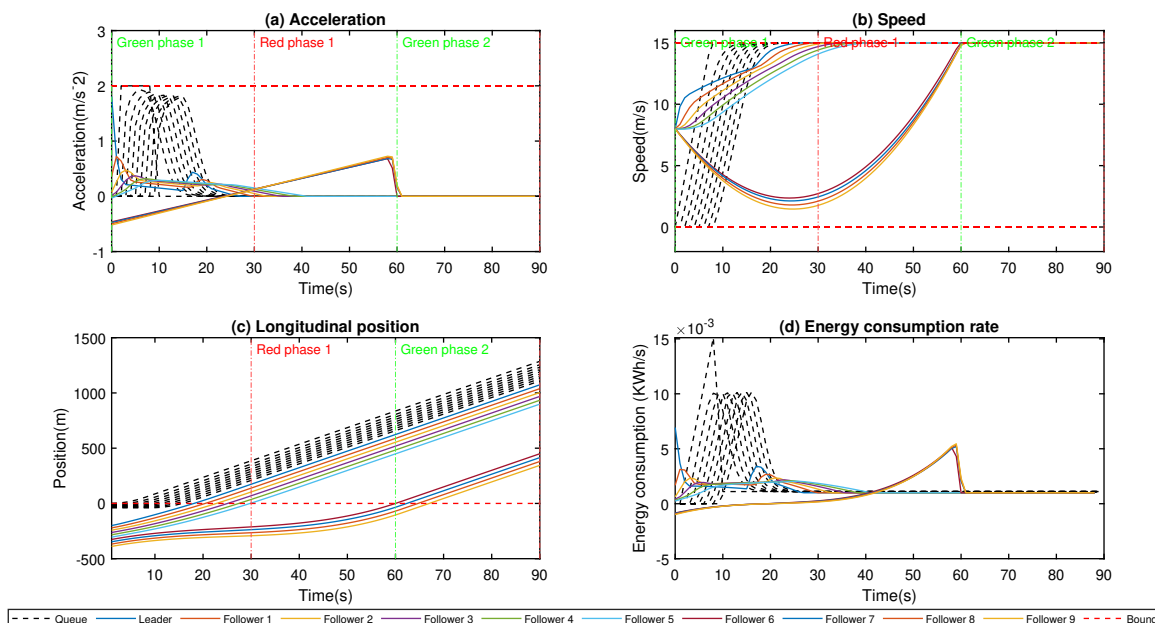 (a) Acceleration
3
2
1
0
-1
Acceleration(m/s^2)
Green phase 1
Red phase 1
Green phase 2
0 10 20 30 40 50 60 70 80 90
Time(s)
(b) Speed
15
10
5
0
Speed(m/s)
Green phase 1
Red phase 1
Green phase 2
0 10 20 30 40 50 60 70 80 90
Time(s)
(c) Longitudinal position
1500
1000
500
0
-500
Position(m)
Red phase 1
Green phase 2
10 20 30 40 50 60 70 80 90
Time(s)
(d) Energy consumption rate
×10⁻³
15
10
5
0
-5
Energy consumption (KWh/s)
0 10 20 30 40 50 60 70 80 90
Time(s)
Queue Leader Follower 1 Follower 2 Follower 3 Follower 4 Follower 5 Follower 6 Follower 7 Follower 8 Follower 9